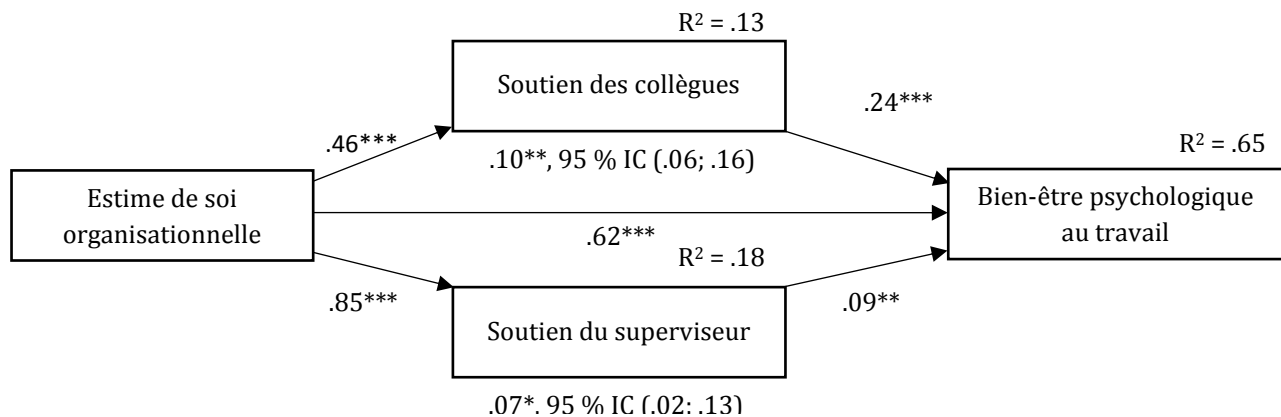 R² = .13
Soutien des collègues
.24***
.46***
R² = .65
.10**, 95 % IC (.06; .16)
Estime de soi
organisationnelle
Bien-être psychologique
au travail
.62***
R² = .18
.85***
.09**
Soutien du superviseur
.07*, 95 % IC (.02; .13)